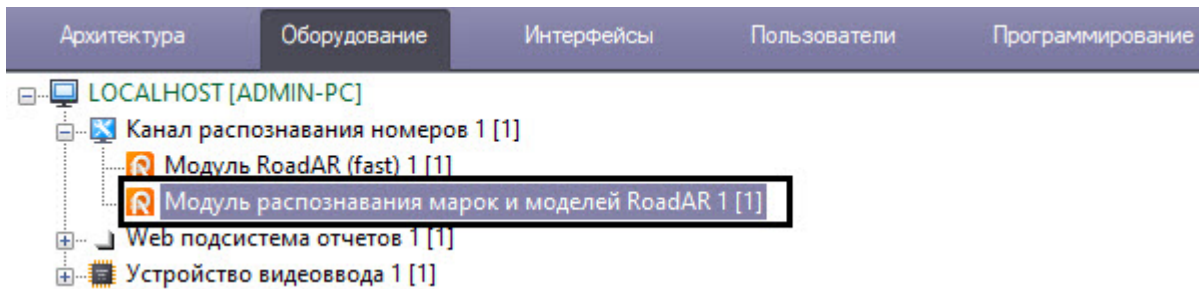 Архитектура Оборудование Интерфейсы Пользователи Программирование
LOCALHOST [ADMIN-PC]
Канал распознавания номеров 1 [1]
Модуль RoadAR (fast) 1 [1]
Модуль распознавания марок и моделей RoadAR 1 [1]
Web подсистема отчетов 1 [1]
Устройство видеоввода 1 [1]